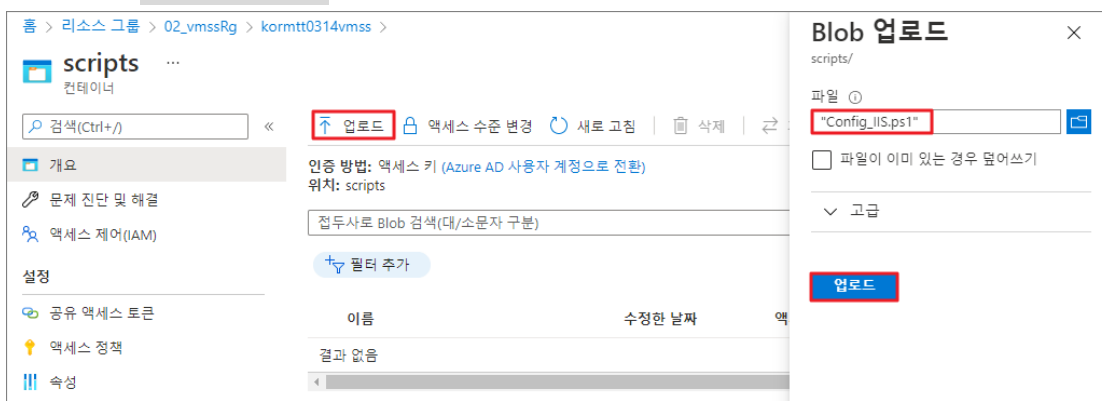 홈 > 리소스 그룹 > 02_vmssRg > kormtt0314vmss >
scripts ...
컨테이너
검색(Ctrl+/) «
개요
문제 진단 및 해결
액세스 제어(IAM)
설정
공유 액세스 토큰
액세스 정책
속성
업로드 액세스 수준 변경 새로 고침 삭제
인증 방법: 액세스 키 (Azure AD 사용자 계정으로 전환)
위치: scripts
접두사로 Blob 검색(대/소문자 구분)
필터 추가
이름 수정한 날짜 액
결과 없음
Blob 업로드
scripts/
파일
"Config_IIS.ps1"
파일이 이미 있는 경우 덮어쓰기
고급
업로드